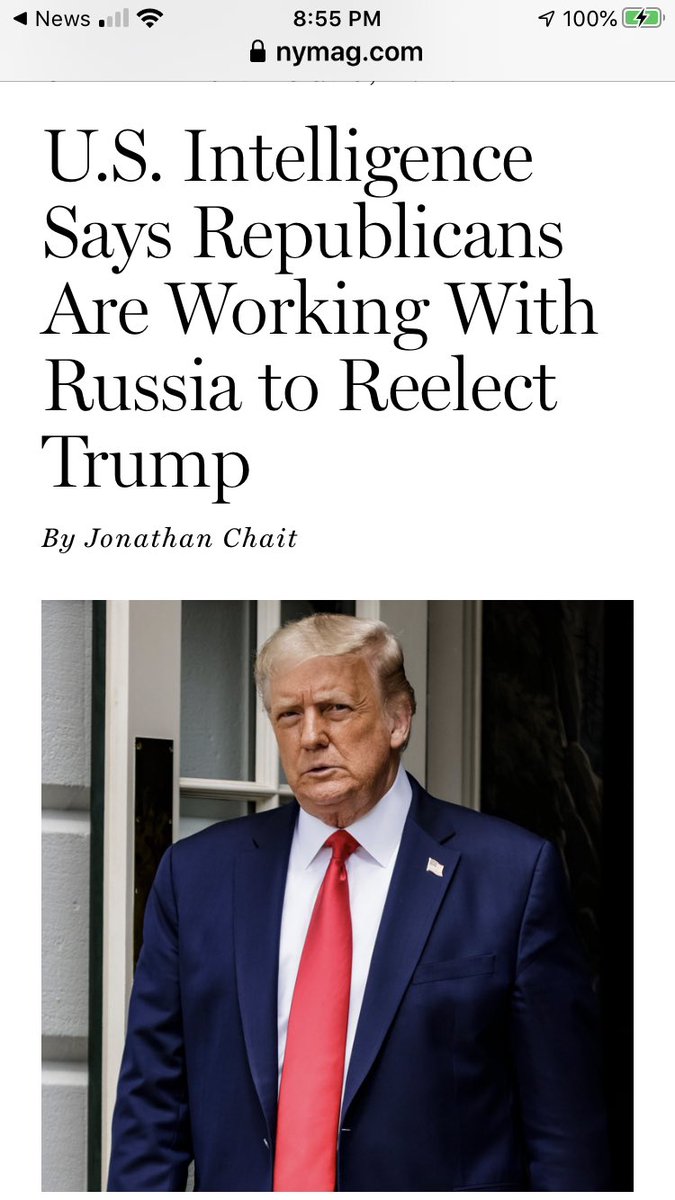 News
8:55 PM
100%
nymag.com
U.S. Intelligence
Says Republicans
Are Working With
Russia to Reelect
Trump
By Jonathan Chait